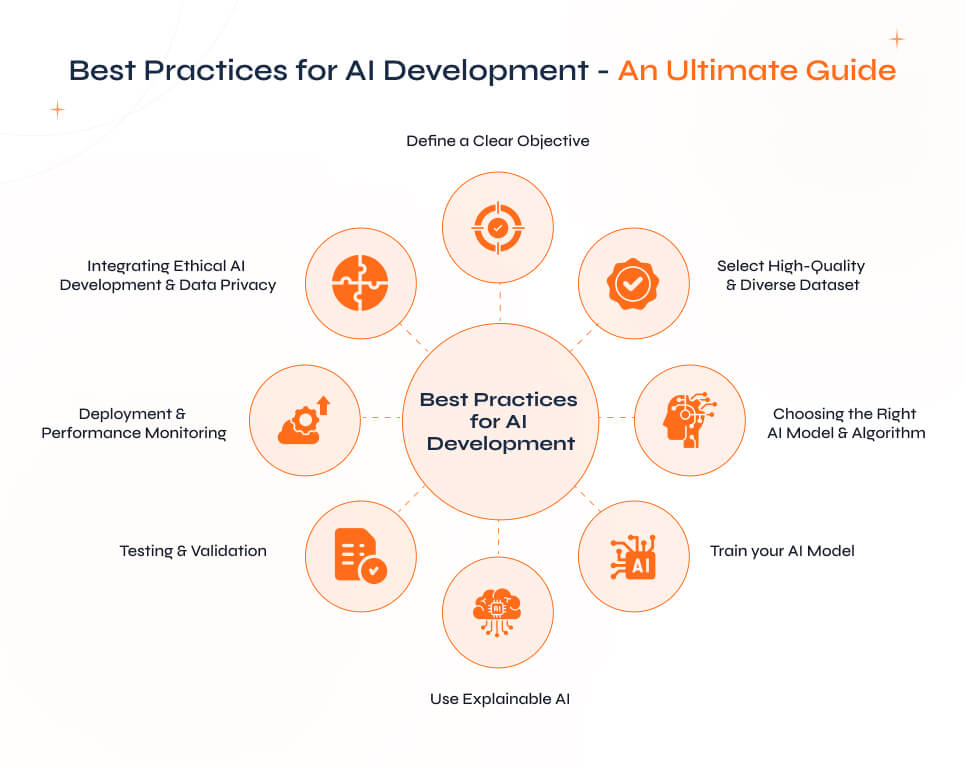 Best Practices for AI Development - An Ultimate Guide
Define a Clear Objective
Integrating Ethical AI
Development & Data Privacy
Select High-Quality
& Diverse Dataset
Best Practices
for AI
Development
Deployment &
Performance Monitoring
Choosing the Right
AI Model & Algorithm
Testing & Validation
Train your AI Model
AI
AI
Use Explainable AI